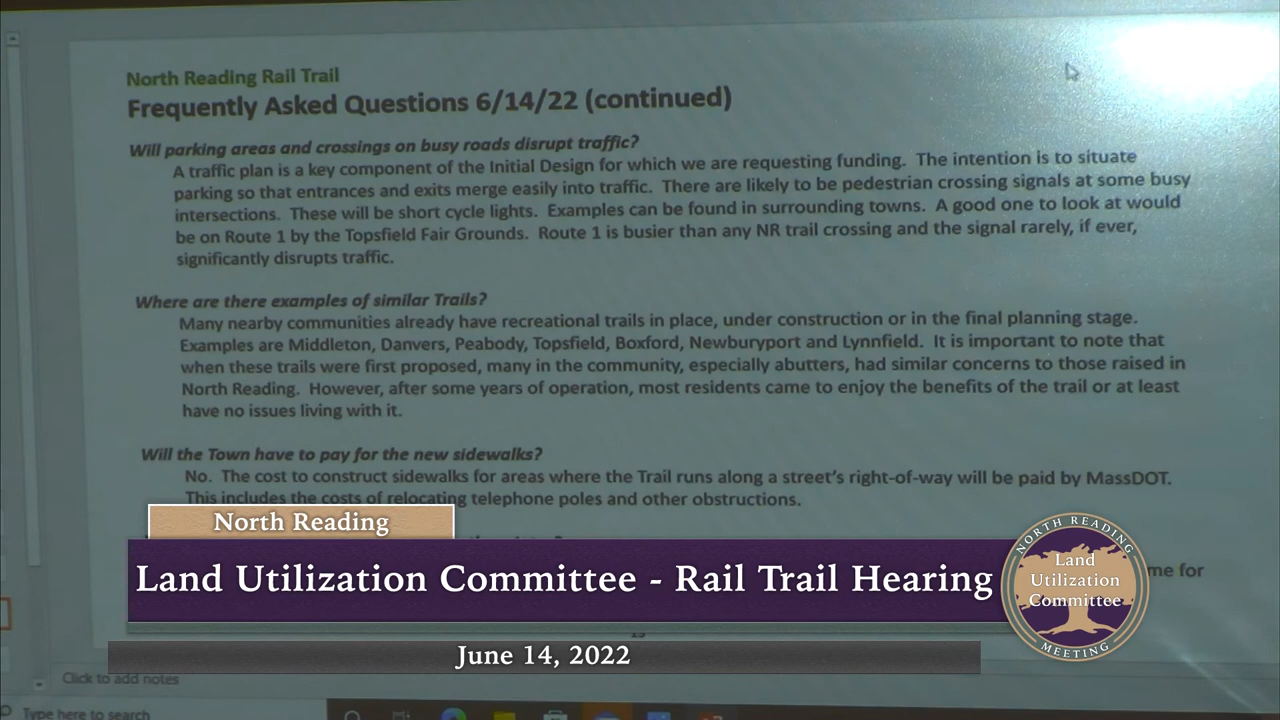 North Reading Rail Trail
Frequently Asked Questions 6/14/22 (continued)
Will parking areas and crossings on busy roads disrupt traffic?
A traffic plan is a key component of the Initial Design for which we are requesting funding. The intention is to situate
parking so that entrances and exits merge easily into traffic. There are likely to be pedestrian crossing signals at some busy
intersections. These will be short cycle lights. Examples can be found in surrounding towns. A good one to look at would
be on Route 1 by the Topsfield Fair Grounds. Route 1 is busier than any NR trail crossing and the signal rarely, if ever,
significantly disrupts traffic.
Where are there examples of similar Trails?
Many nearby communities already have recreational trails in place, under construction or in the final planning stage.
Examples are Middleton, Danvers, Peabody, Topsfield, Boxford, Newburyport and Lynnfield. It is important to note that
when these trails were first proposed, many in the community, especially abutters, had similar concerns to those raised in
North Reading. However, after some years of operation, most residents came to enjoy the benefits of the trail or at least
have no issues living with it.
Will the Town have to pay for the new sidewalks?
No. The cost to construct sidewalks for areas where the Trail runs along a street's right-of-way will be paid by MassDOT.
This includes the costs of relocating telephone poles and other obstructions.
North Reading
Land Utilization Committee - Rail Trail Hearing
me for
June 14, 2022
NORTH READING
Land
Utilization
Committee
MEETING
Click to add notes
Type here to search